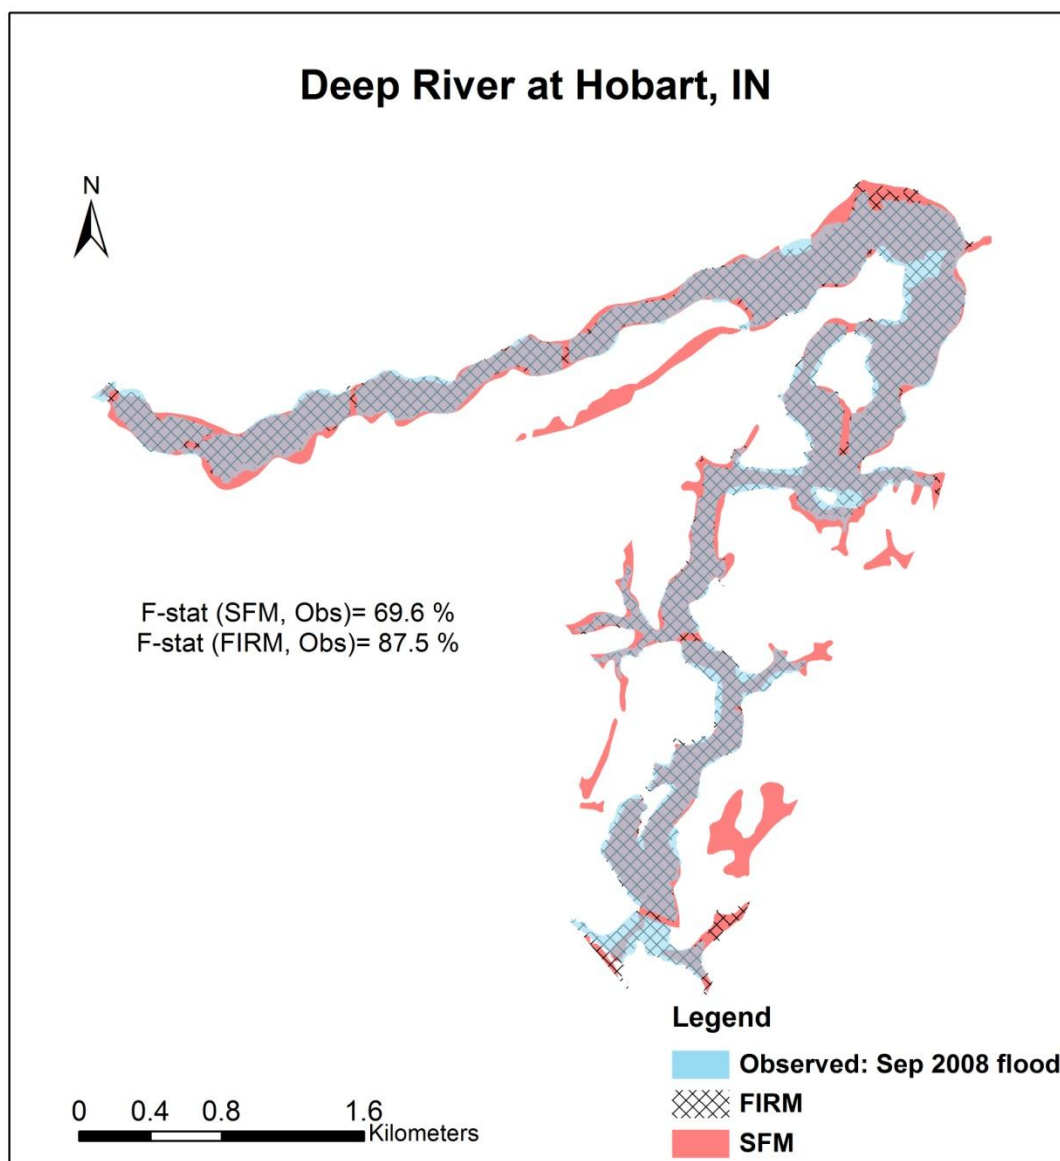 Deep River at Hobart, IN
N
F-stat (SFM, Obs)= 69.6 %
F-stat (FIRM, Obs)= 87.5 %
Legend
Observed: Sep 2008 flood
FIRM
SFM
0 0.4 0.8 1.6
Kilometers